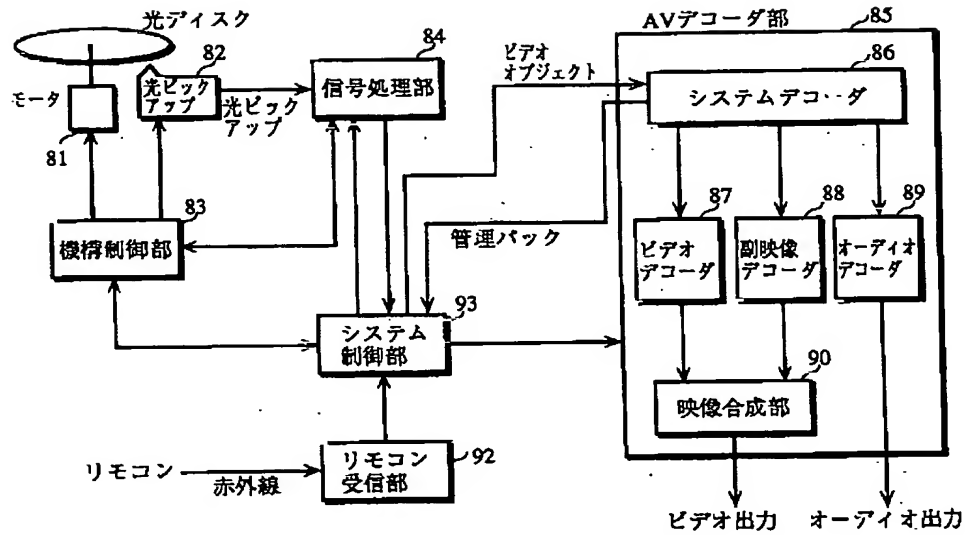 光ディスク
モータ
81
光ピック
アップ
82
光ピック
アップ
信号処理部
84
機構制御部
83
ビデオ
オブジェクト
管理パック
システム
制御部
93
リモコン
赤外線
リモコン
受信部
92
AVデコーダ部
85
システムデコーダ
86
ビデオ
デコーダ
87
副映像
デコーダ
88
オーディオ
デコーダ
89
映像合成部
90
ビデオ出力
オーディオ出力